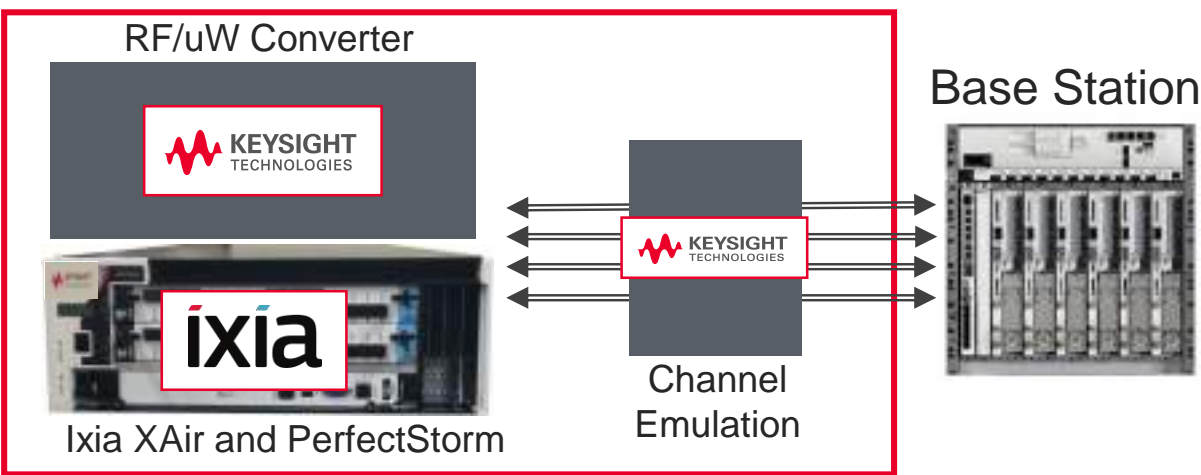 RF/uW Converter
KEYSIGHT
TECHNOLOGIES
Base Station
KEYSIGHT
TECHNOLOGIES
ixia
Channel
Emulation
Ixia XAir and PerfectStorm